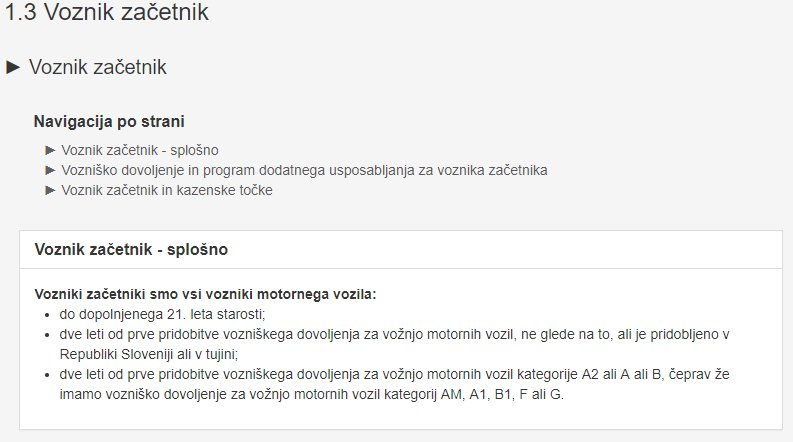 1.3 Voznik začetnik
► Voznik začetnik
Navigacija po strani
► Voznik začetnik - splošno
► Vozniško dovoljenje in program dodatnega usposabljanja za voznika začetnika
► Voznik začetnik in kazenske točke
Voznik začetnik - splošno
Vozniki začetniki smo vsi vozniki motornega vozila:
• do dopolnjenega 21. leta starosti;
• dve leti od prve pridobitve vozniškega dovoljenja za vožnjo motornih vozil, ne glede na to, ali je pridobljeno v
Republiki Sloveniji ali v tujini;
• dve leti od prve pridobitve vozniškega dovoljenja za vožnjo motornih vozil kategorije A2 ali A ali B, čeprav že
imamo vozniško dovoljenje za vožnjo motornih vozil kategorij AM, A1, B1, F ali G.